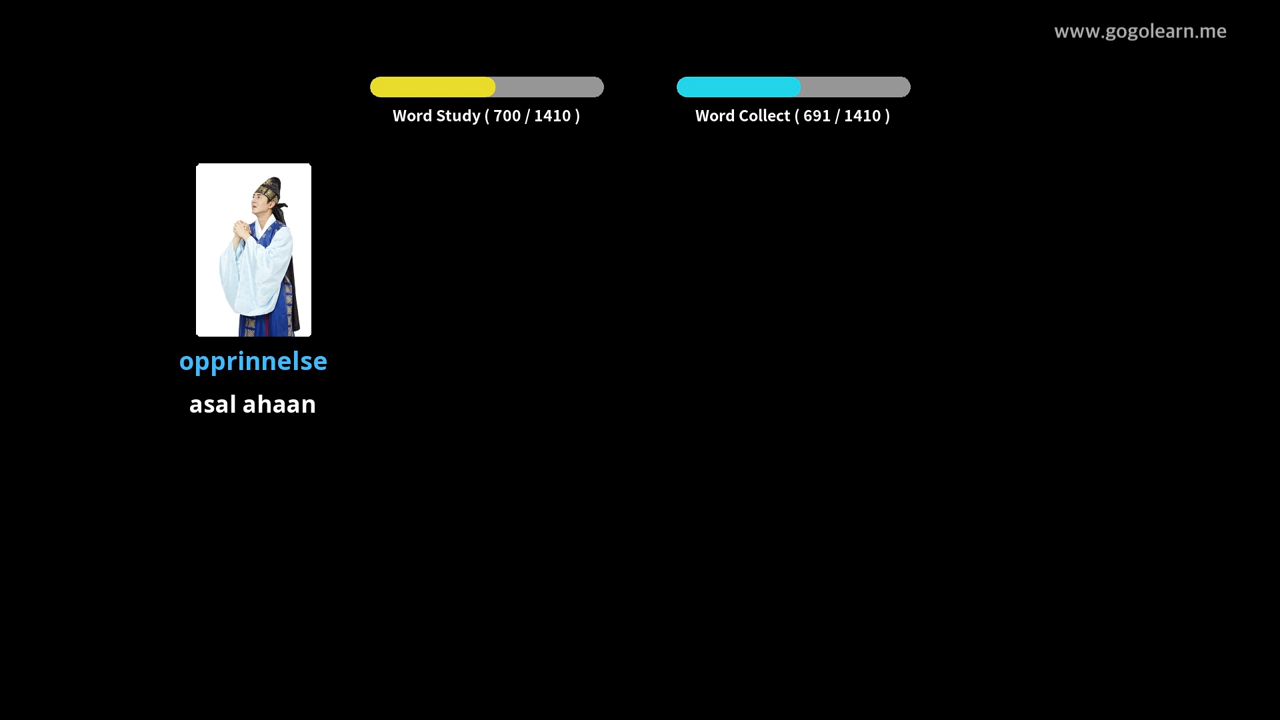 www.gogolearn.me
Word Study ( 700 / 1410 )
Word Collect ( 691 / 1410 )
opprinnelse
asal ahaan